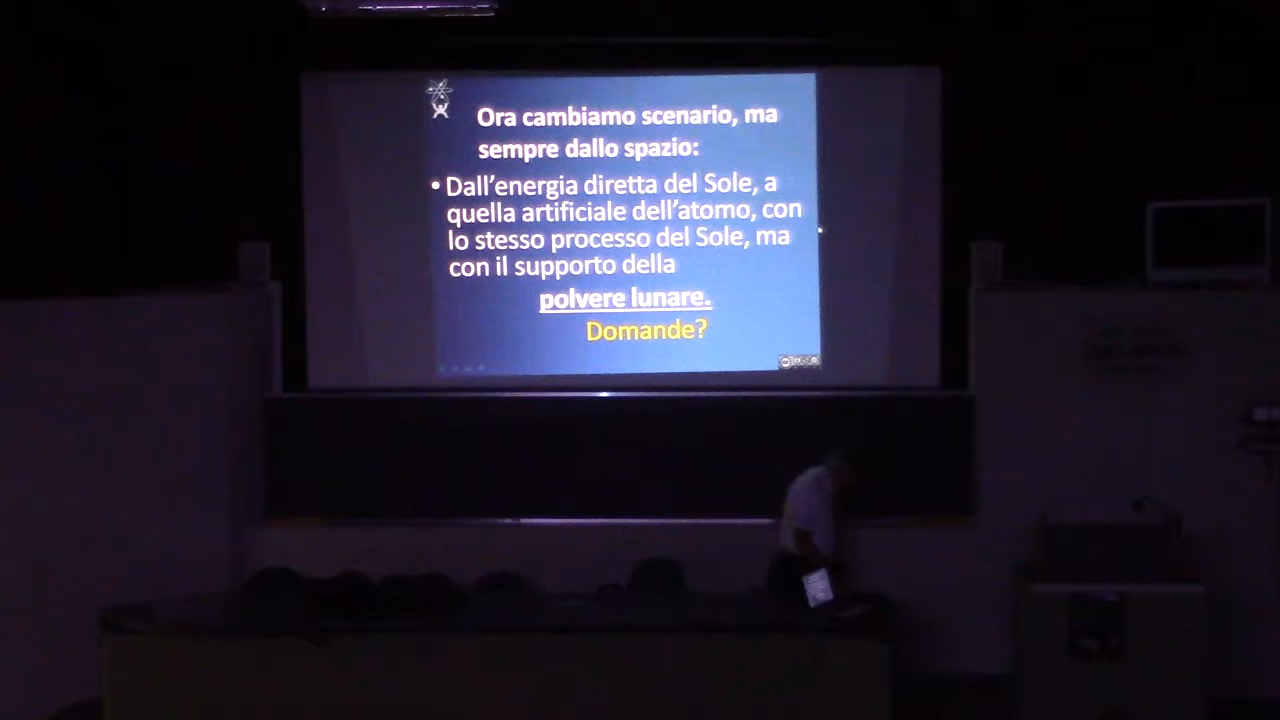 Ora cambiamo scenario, ma
sempre dallo spazio:
• Dall'energia diretta del Sole, a
quella artificiale dell'atomo, con
lo stesso processo del Sole, ma
con il supporto della
polvere lunare.
Domande?